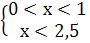 {0 < x < 1
x < 2,5